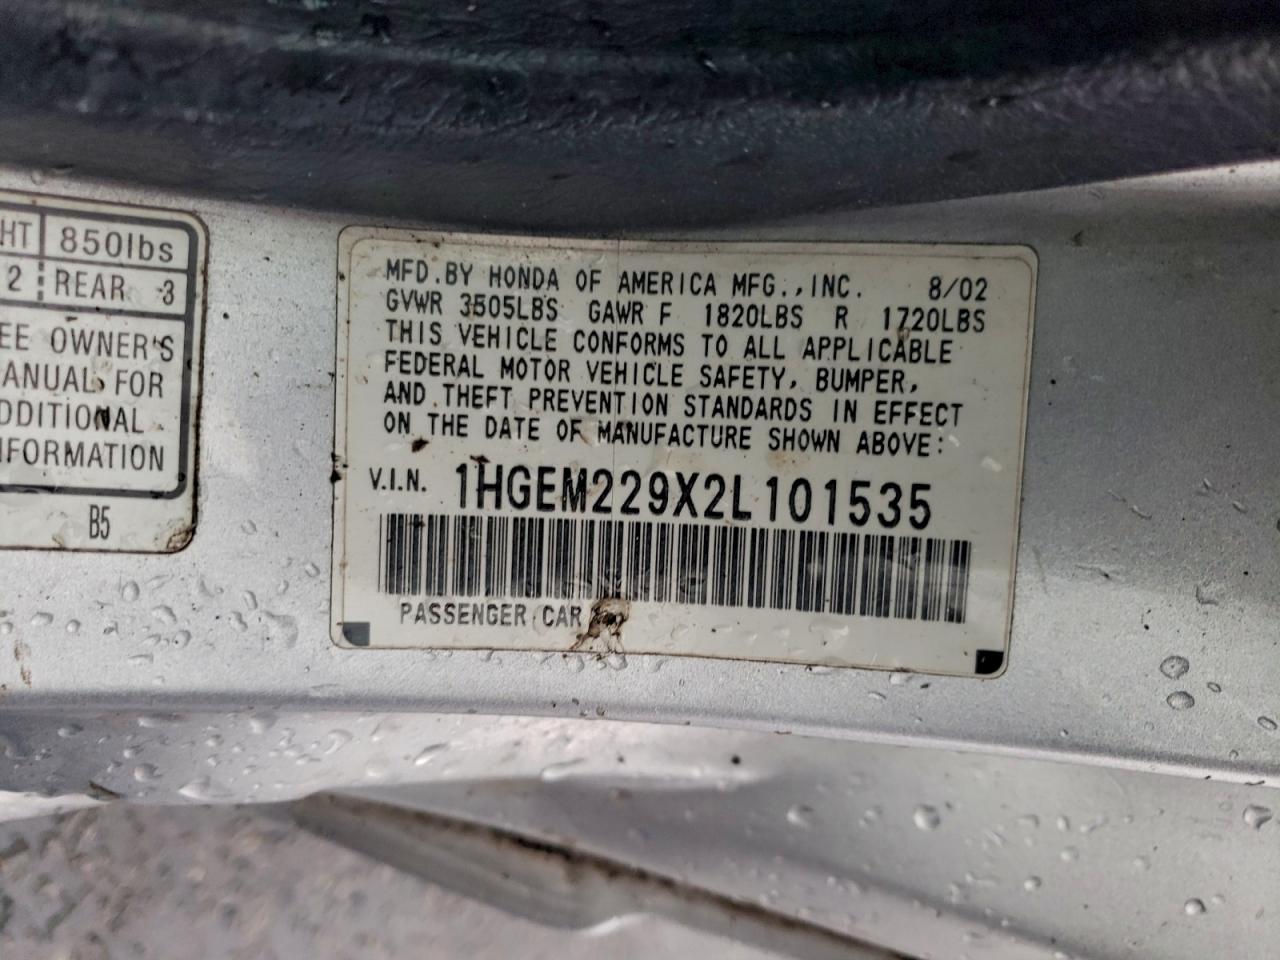 HT 850lbs
2 REAR 3
EE OWNER'S
ANUAL FOR
DDITIONAL
NFORMATION
B5
MFD.BY HONDA OF AMERICA MFG.,INC. 8/02
GVWR 3505LBS GAWR F 1820LBS R 1720LBS
THIS VEHICLE CONFORMS TO ALL APPLICABLE
FEDERAL MOTOR VEHICLE SAFETY, BUMPER,
AND THEFT PREVENTION STANDARDS IN EFFECT
ON THE DATE OF MANUFACTURE SHOWN ABOVE:
V.I.N. 1HGEM229X2L101535
PASSENGER CAR